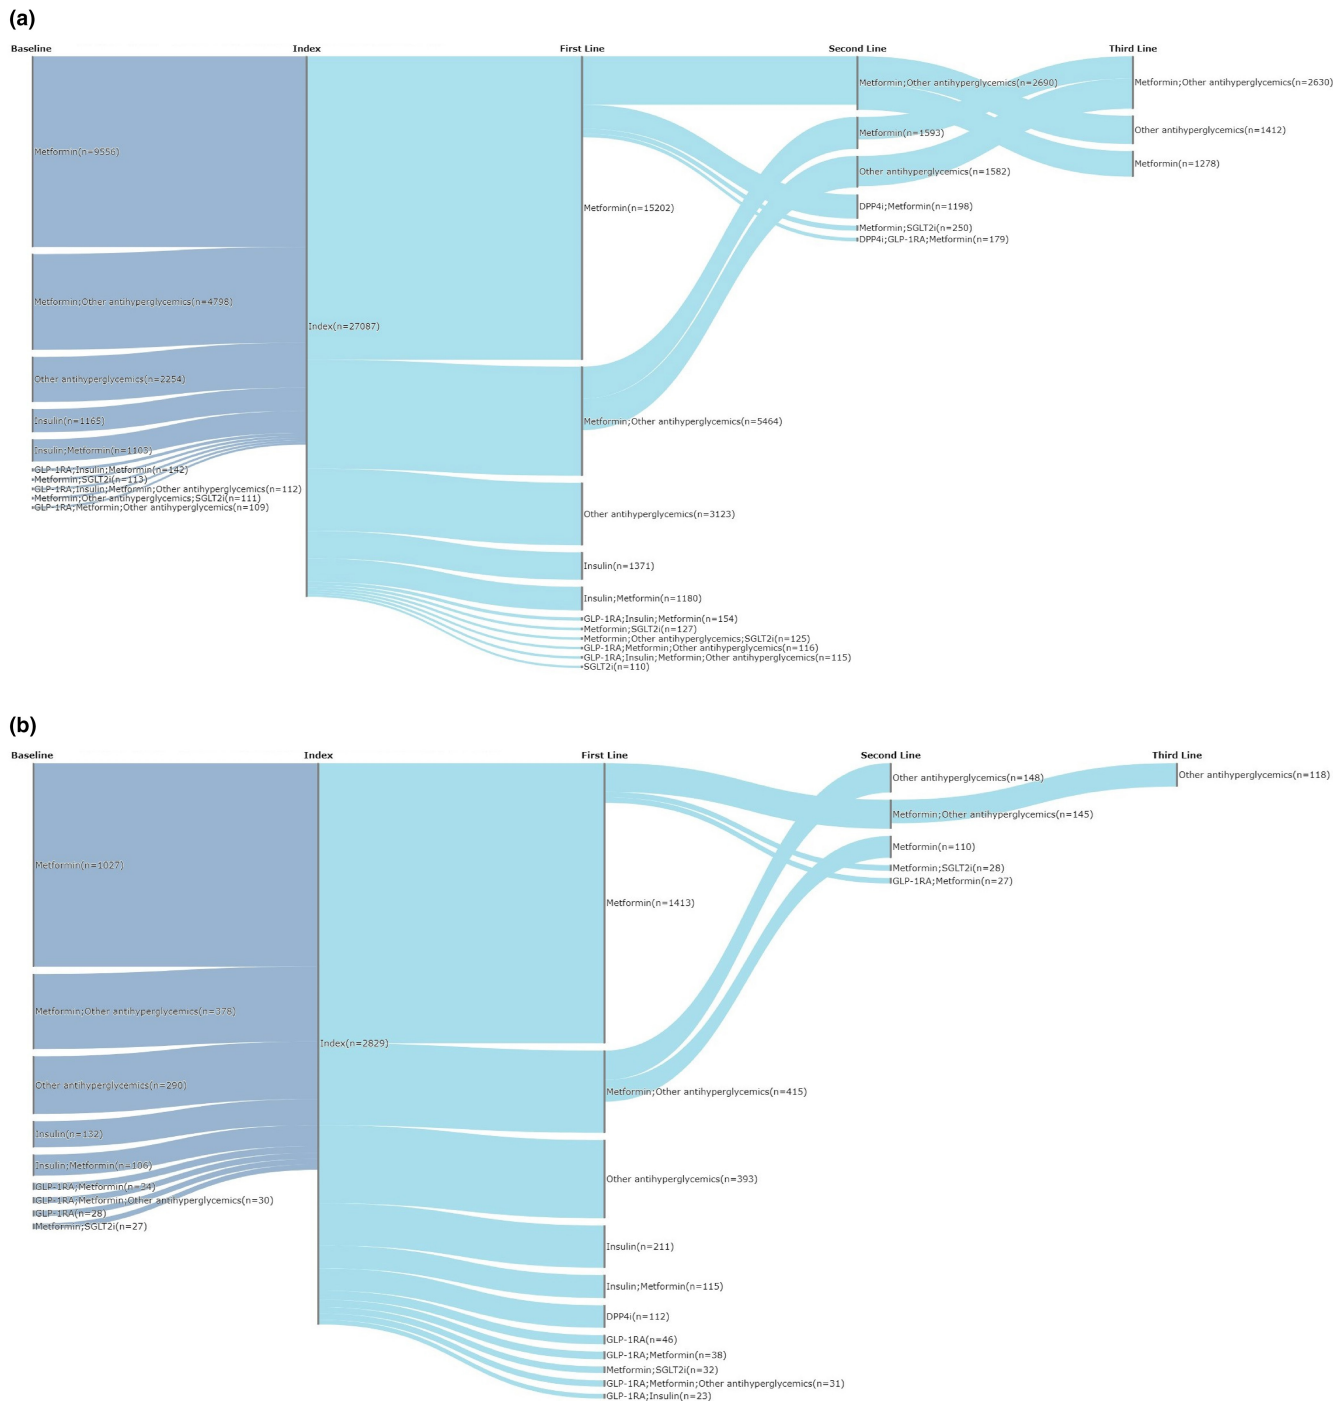 (a)
Baseline
Index
First Line
Second Line
Third Line
Metformin(n=9556)
Metformin;Other antihyperglycemics(n=4798)
Other antihyperglycemics(n=2254)
Insulin(n=1165)
Insulin;Metformin(n=1103)
GLP-1RA;Insulin;Metformin(n=142)
Metformin;SGLT2i(n=113)
GLP-1RA;Insulin;Metformin;Other antihyperglycemics(n=112)
Metformin;Other antihyperglycemics;SGLT2i(n=111)
GLP-1RA;Metformin;Other antihyperglycemics(n=109)
Index(n=27087)
Metformin(n=15202)
Metformin;Other antihyperglycemics(n=5464)
Other antihyperglycemics(n=3123)
Insulin(n=1371)
Insulin;Metformin(n=1180)
GLP-1RA;Insulin;Metformin(n=154)
Metformin;SGLT2i(n=127)
Metformin;Other antihyperglycemics;SGLT2i(n=125)
GLP-1RA;Metformin;Other antihyperglycemics(n=116)
GLP-1RA;Insulin;Metformin;Other antihyperglycemics(n=115)
SGLT2i(n=110)
Metformin;Other antihyperglycemics(n=2690)
Metformin(n=1593)
Other antihyperglycemics(n=1582)
DPP4i;Metformin(n=1198)
Metformin;SGLT2i(n=250)
DPP4i;GLP-1RA;Metformin(n=179)
Metformin;Other antihyperglycemics(n=2630)
Other antihyperglycemics(n=1412)
Metformin(n=1278)
(b)
Baseline
Index
First Line
Second Line
Third Line
Metformin(n=1027)
Metformin;Other antihyperglycemics(n=378)
Other antihyperglycemics(n=290)
Insulin(n=132)
Insulin;Metformin(n=106)
GLP-1RA;Metformin(n=34)
GLP-1RA;Metformin;Other antihyperglycemics(n=30)
GLP-1RA(n=28)
Metformin;SGLT2i(n=27)
Index(n=2829)
Metformin(n=1413)
Metformin;Other antihyperglycemics(n=415)
Other antihyperglycemics(n=393)
Insulin(n=211)
Insulin;Metformin(n=115)
DPP4i(n=112)
GLP-1RA(n=46)
GLP-1RA;Metformin(n=38)
Metformin;SGLT2i(n=32)
GLP-1RA;Metformin;Other antihyperglycemics(n=31)
GLP-1RA;Insulin(n=23)
Other antihyperglycemics(n=148)
Metformin;Other antihyperglycemics(n=145)
Metformin(n=110)
Metformin;SGLT2i(n=28)
GLP-1RA;Metformin(n=27)
Other antihyperglycemics(n=118)